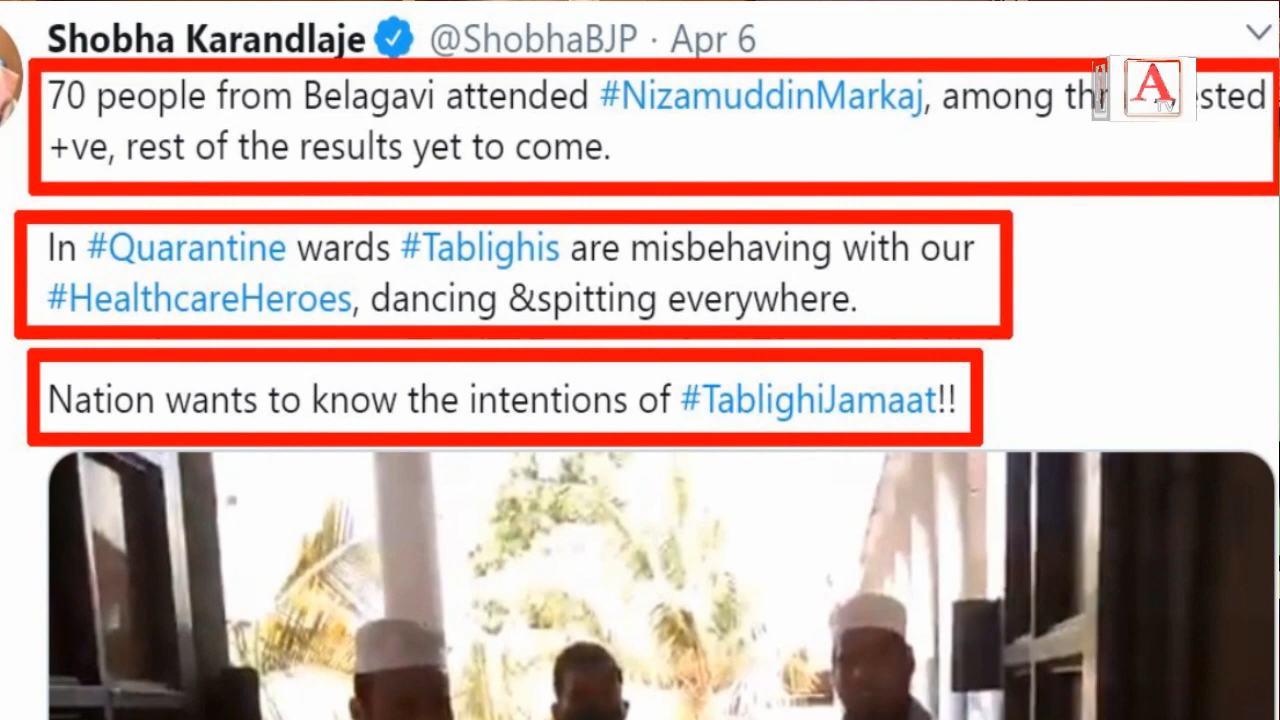 Shobha Karandlaje @ShobhaBJP · Apr 6
70 people from Belagavi attended #NizamuddinMarkaj, among
+ve, rest of the results yet to come.
In #Quarantine wards #Tablighis are misbehaving with our
#HealthcareHeroes, dancing &spitting everywhere.
Nation wants to know the intentions of #TablighiJamaat!!
A
TV